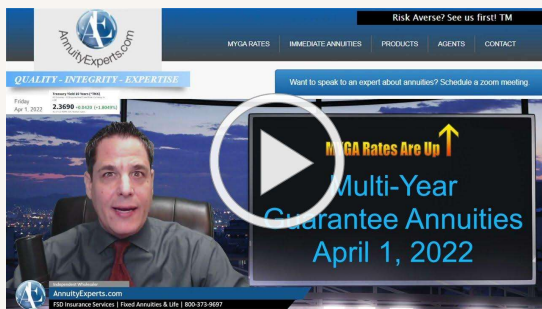 Risk Averse? See us first! TM
AnnuityExperts.com
MYGA RATES IMMEDIATE ANNUITIES PRODUCTS AGENTS CONTACT
QUALITY - INTEGRITY - EXPERTISE
Want to speak to an expert about annuities? Schedule a zoom meeting.
Friday
Apr 1, 2022
2.3690
MYGA Rates Are Up
Multi-Year
Guarantee Annuities
April 1, 2022
Independent Wholesaler
AnnuityExperts.com
FSD Insurance Services | Fixed Annuities & Life | 800-373-9697